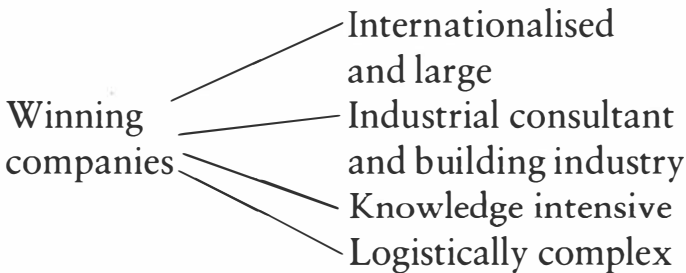 Internationalised
and large
Winning
companies
Industrial consultant
and building industry
Knowledge intensive
Logistically complex